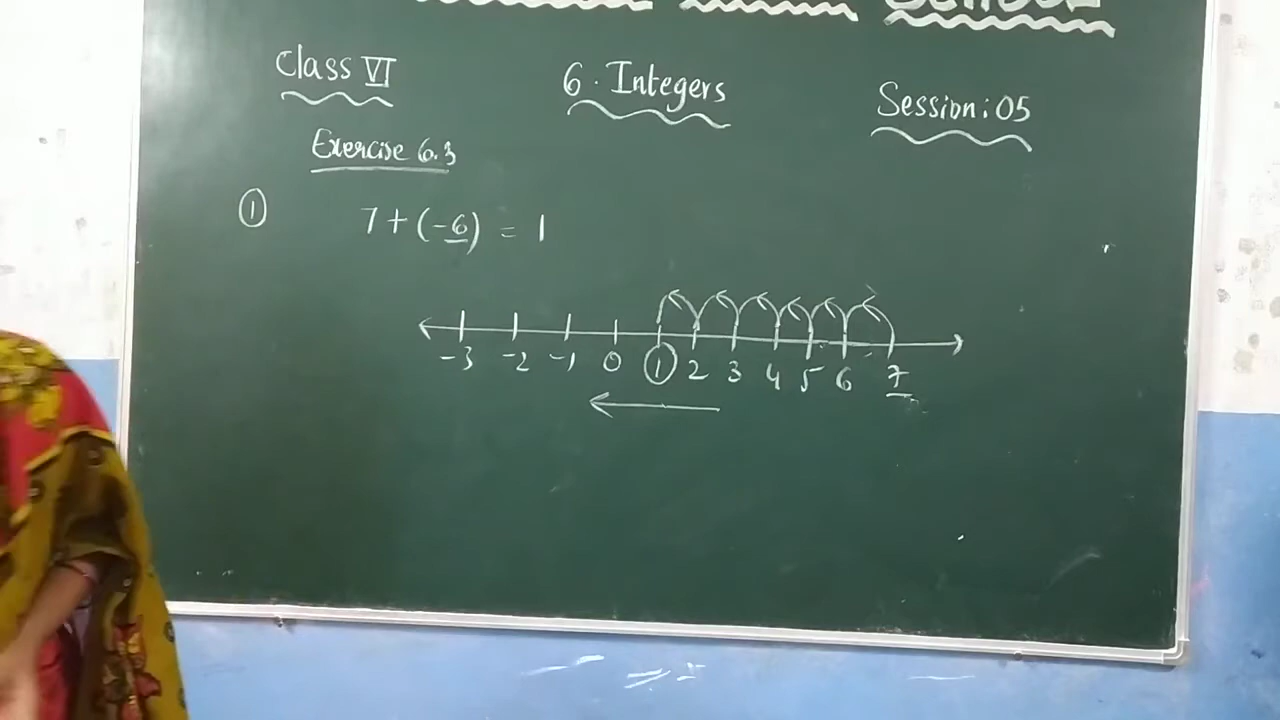 Class VI
6. Integers
Session: 05
Exercise 6.3
① 7 + (-6) = 1
-3 -2 -1 0 ① 2 3 4 5 6 7